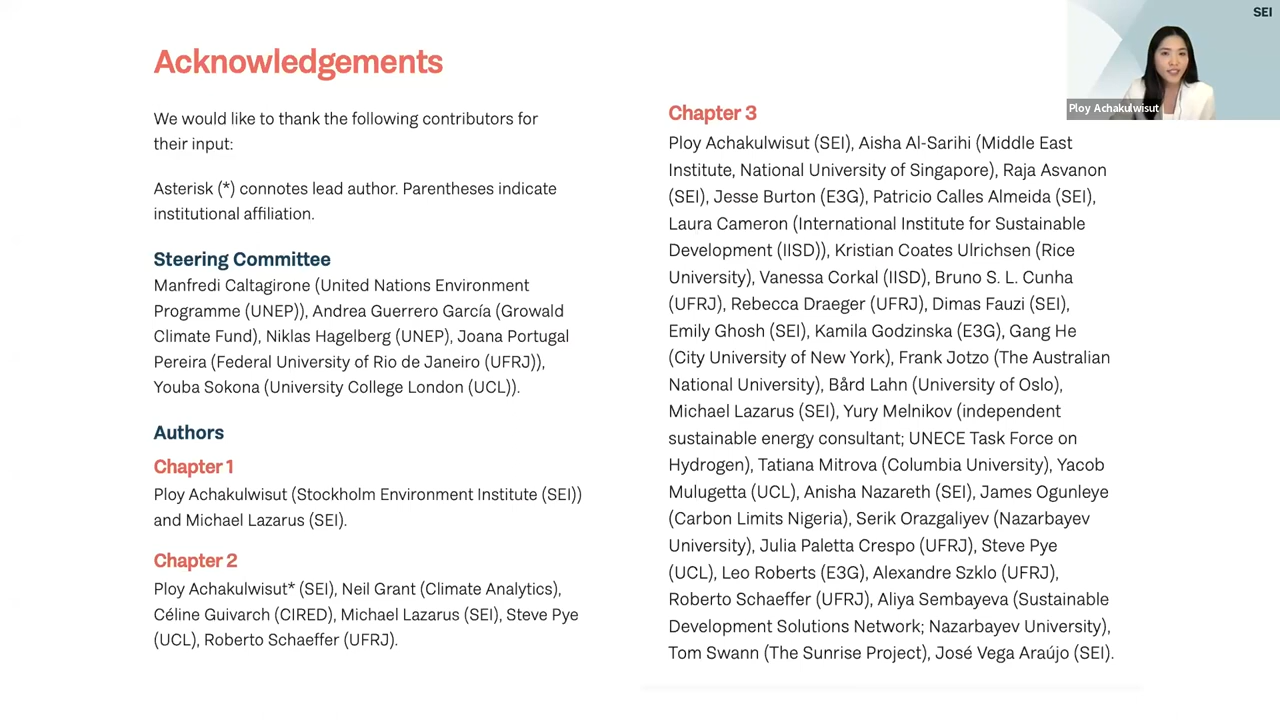 Acknowledgements
We would like to thank the following contributors for
their input:
Asterisk (*) connotes lead author. Parentheses indicate
institutional affiliation.
Steering Committee
Manfredi Caltagirone (United Nations Environment
Programme (UNEP)), Andrea Guerrero García (Growald
Climate Fund), Niklas Hagelberg (UNEP), Joana Portugal
Pereira (Federal University of Rio de Janeiro (UFRJ)),
Youba Sokona (University College London (UCL)).
Authors
Chapter 1
Ploy Achakulwisut (Stockholm Environment Institute (SEI))
and Michael Lazarus (SEI).
Chapter 2
Ploy Achakulwisut* (SEI), Neil Grant (Climate Analytics),
Céline Guivarch (CIRED), Michael Lazarus (SEI), Steve Pye
(UCL), Roberto Schaeffer (UFRJ).
Chapter 3
Ploy Achakulwisut (SEI), Aisha Al-Sarihi (Middle East
Institute, National University of Singapore), Raja Asvanon
(SEI), Jesse Burton (E3G), Patricio Calles Almeida (SEI),
Laura Cameron (International Institute for Sustainable
Development (IISD)), Kristian Coates Ulrichsen (Rice
University), Vanessa Corkal (IISD), Bruno S. L. Cunha
(UFRJ), Rebecca Draeger (UFRJ), Dimas Fauzi (SEI),
Emily Ghosh (SEI), Kamila Godzinska (E3G), Gang He
(City University of New York), Frank Jotzo (The Australian
National University), Bård Lahn (University of Oslo),
Michael Lazarus (SEI), Yury Melnikov (independent
sustainable energy consultant; UNECE Task Force on
Hydrogen), Tatiana Mitrova (Columbia University), Yacob
Mulugetta (UCL), Anisha Nazareth (SEI), James Ogunleye
(Carbon Limits Nigeria), Serik Orazgaliyev (Nazarbayev
University), Julia Paletta Crespo (UFRJ), Steve Pye
(UCL), Leo Roberts (E3G), Alexandre Szklo (UFRJ),
Roberto Schaeffer (UFRJ), Aliya Sembayeva (Sustainable
Development Solutions Network; Nazarbayev University),
Tom Swann (The Sunrise Project), José Vega Araújo (SEI).
SEI
Ploy Achakulwisut